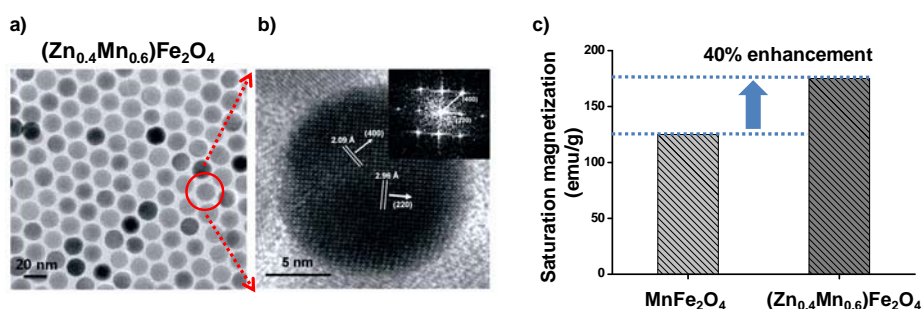 a)
(Zn0.4Mn0.6)Fe2O4
20 nm
b)
(400)
(220)
2.09 Å
(400)
2.96 Å
(220)
5 nm
c)
Saturation magnetization
(emu/g)
200
150
100
50
0
40% enhancement
MnFe2O4
(Zn0.4Mn0.6)Fe2O4